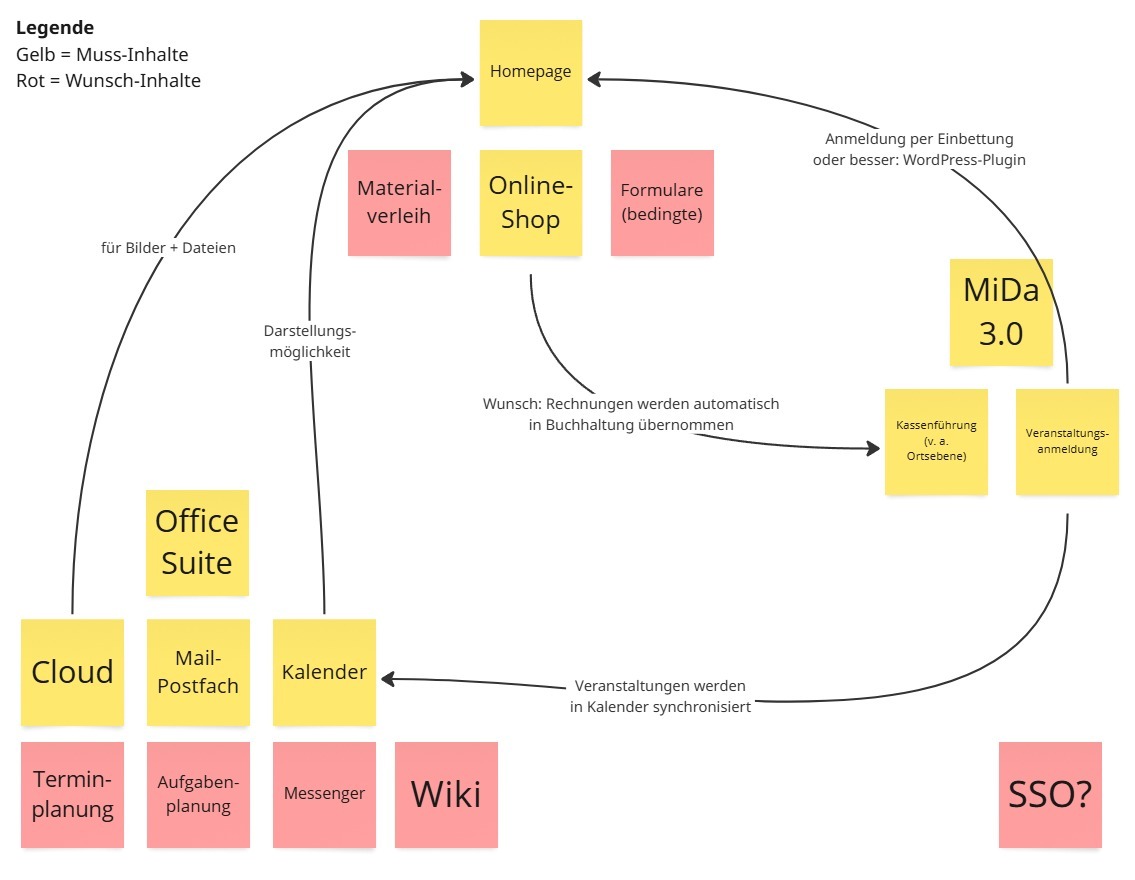 Legende
Gelb = Muss-Inhalte
Rot = Wunsch-Inhalte
Homepage
Anmeldung per Einbettung
oder besser: WordPress-Plugin
Material-
verleih
Online-
Shop
Formulare
(bedingte)
für Bilder + Dateien
Darstellungs-
möglichkeit
MiDa
3.0
Wunsch: Rechnungen werden automatisch
in Buchhaltung übernommen
Kassenführung
(v. a.
Ortsebene)
Veranstaltungs-
anmeldung
Office
Suite
Cloud
Mail-
Postfach
Kalender
Veranstaltungen werden
in Kalender synchronisiert
Termin-
planung
Aufgaben-
planung
Messenger
Wiki
SSO?